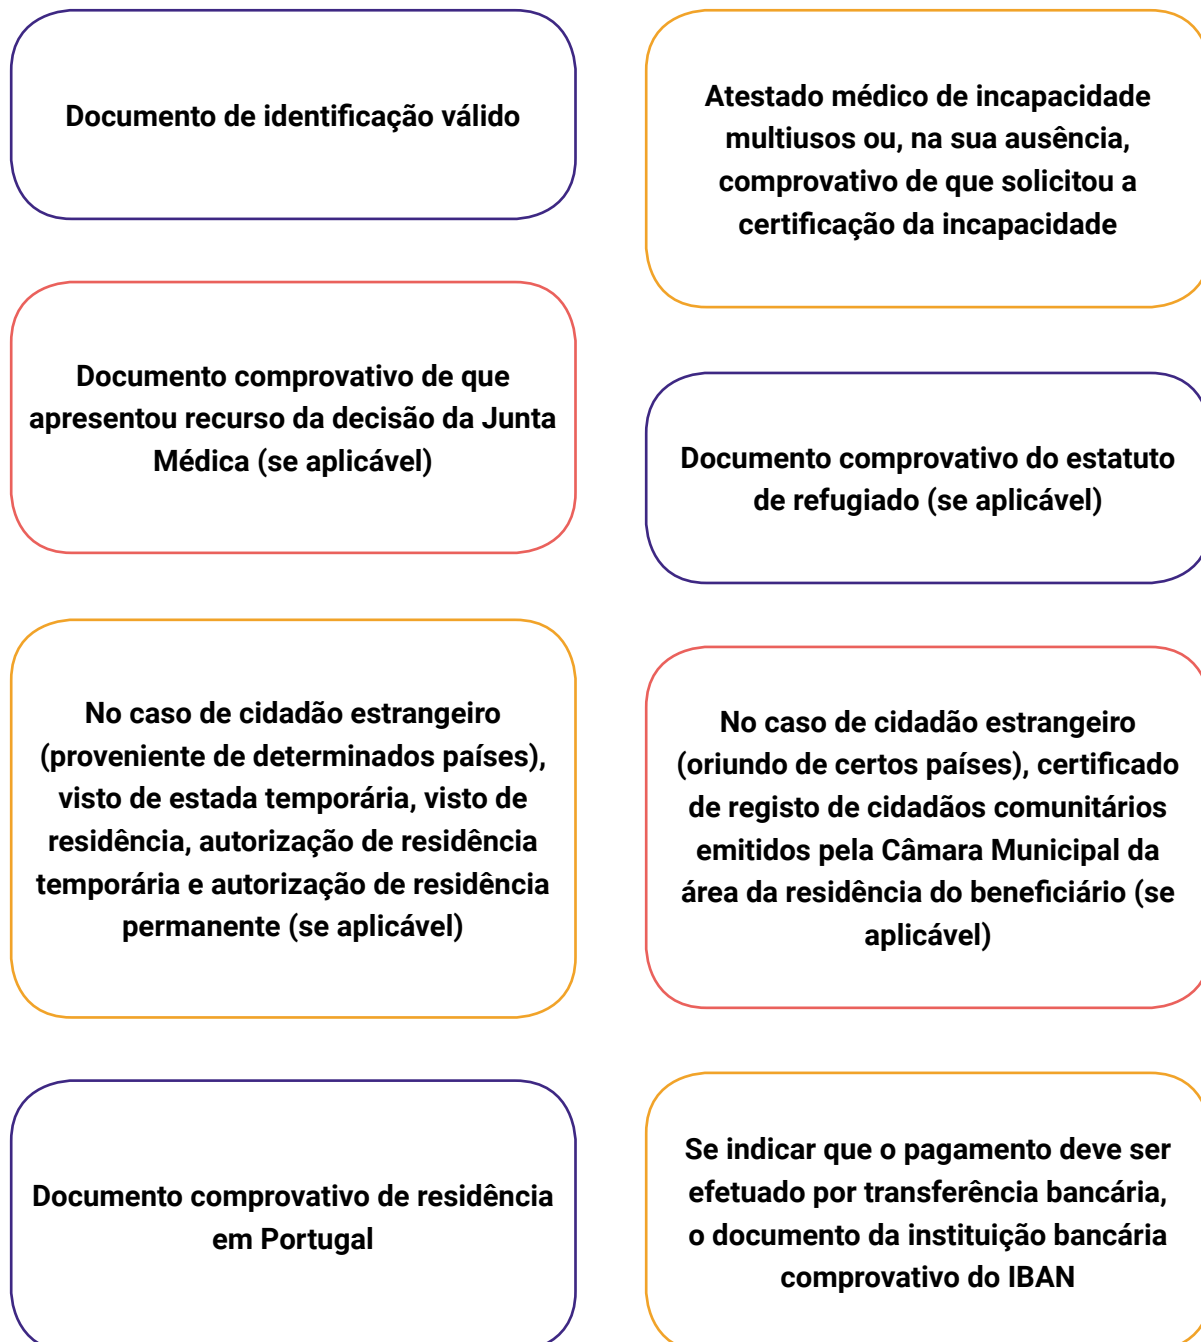 Documento de identificação válido
Atestado médico de incapacidade
multiusos ou, na sua ausência,
comprovativo de que solicitou a
certificação da incapacidade
Documento comprovativo de que
apresentou recurso da decisão da Junta
Médica (se aplicável)
Documento comprovativo do estatuto
de refugiado (se aplicável)
No caso de cidadão estrangeiro
(proveniente de determinados países),
visto de estada temporária, visto de
residência, autorização de residência
temporária e autorização de residência
permanente (se aplicável)
No caso de cidadão estrangeiro
(oriundo de certos países), certificado
de registo de cidadãos comunitários
emitidos pela Câmara Municipal da
área da residência do beneficiário (se
aplicável)
Documento comprovativo de residência
em Portugal
Se indicar que o pagamento deve ser
efetuado por transferência bancária,
o documento da instituição bancária
comprovativo do IBAN